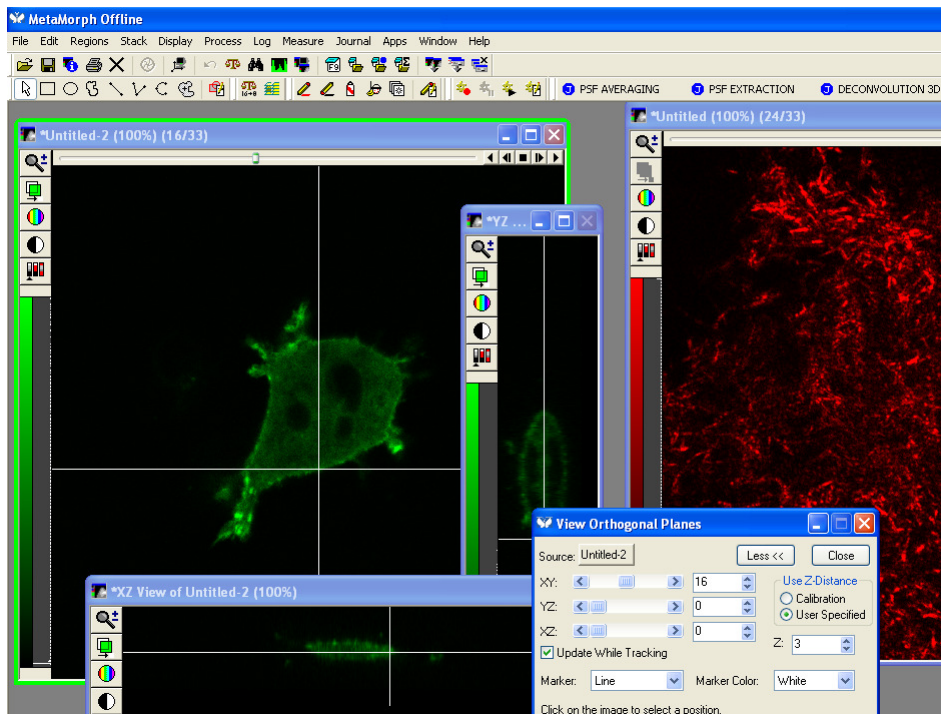 MetaMorph Offline
File Edit Regions Stack Display Process Log Measure Journal Apps Window Help
F9
16→8 J PSF AVERAGING J PSF EXTRACTION J DECONVOLUTION 3D
*Untitled (100%) (24/33)
*Untitled-2 (100%) (16/33)
*YZ ...
View Orthogonal Planes
Source: Untitled-2 Less << Close
XY: 16 Use Z-Distance
Calibration
YZ: 0 User Specified
XZ: 0 Z: 3
Update While Tracking
Marker: Line Marker Color: White
Click on the image to select a position.
*XZ View of Untitled-2 (100%)